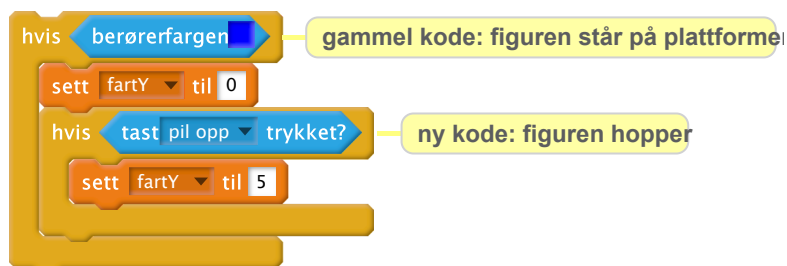 hvis berørerfargen gammel kode: figuren står på plattforme
sett fartY til 0
hvis tast pil opp trykket? ny kode: figuren hopper
sett fartY til 5